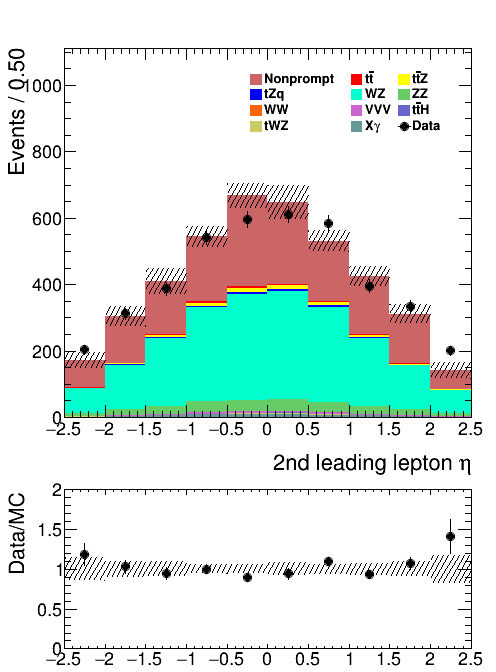 Events / 0.50
1000
800
600
400
200
0
Nonprompt tt̄ tt̄Z
tZq WZ ZZ
WW VVV tt̄H
tWZ Xγ Data
−2.5 −2 −1.5 −1 −0.5 0 0.5 1 1.5 2 2.5
2nd leading lepton η
Data/MC
2
1.5
1
0.5
0
−2.5 −2 −1.5 −1 −0.5 0 0.5 1 1.5 2 2.5